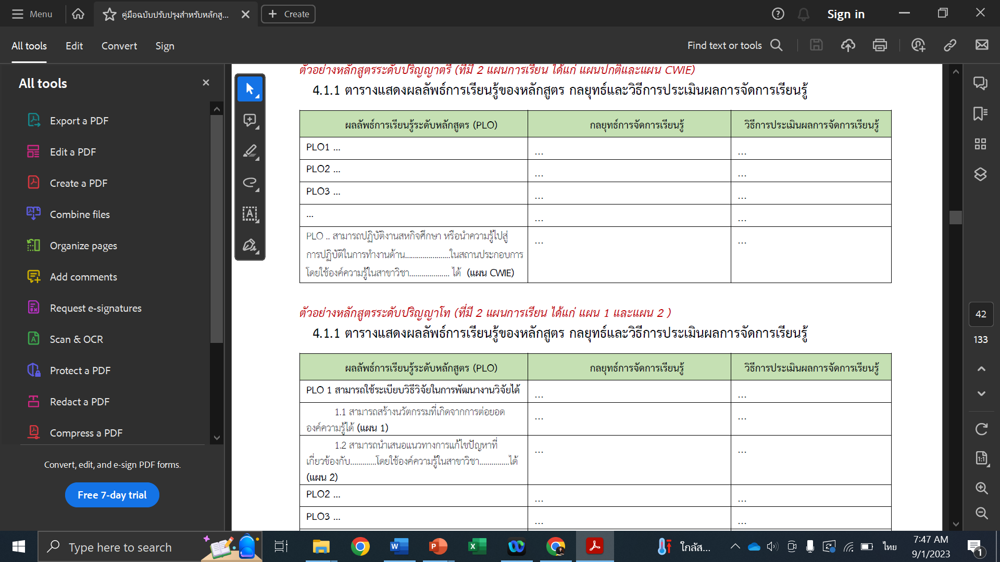 Menu
คู่มือฉบับปรับปรุงสำหรับหลักสู...
Create
Sign in
All tools
Edit
Convert
Sign
Find text or tools
All tools
Export a PDF
Edit a PDF
Create a PDF
Combine files
Organize pages
Add comments
Request e-signatures
Scan & OCR
Protect a PDF
Redact a PDF
Compress a PDF
Convert, edit, and e-sign PDF forms.
Free 7-day trial
ตัวอย่างหลักสูตรระดับปริญญาตรี (ที่มี 2 แผนการเรียน ได้แก่ แผนปกติและแผน CWIE)
4.1.1 ตารางแสดงผลลัพธ์การเรียนรู้ของหลักสูตร กลยุทธ์และวิธีการประเมินผลการจัดการเรียนรู้
ผลลัพธ์การเรียนรู้ระดับหลักสูตร (PLO) กลยุทธ์การจัดการเรียนรู้ วิธีการประเมินผลการจัดการเรียนรู้
PLO1 ... ... ...
PLO2 ... ... ...
PLO3 ... ... ...
... ... ...
PLO .. สามารถปฏิบัติงานสหกิจศึกษา หรือนำความรู้ไปสู่ ... ...
การปฏิบัติในการทำงานด้าน.......................ในสถานประกอบการ
โดยใช้องค์ความรู้ในสาขาวิชา.................... ได้ (แผน CWIE)
ตัวอย่างหลักสูตรระดับปริญญาโท (ที่มี 2 แผนการเรียน ได้แก่ แผน 1 และแผน 2 )
4.1.1 ตารางแสดงผลลัพธ์การเรียนรู้ของหลักสูตร กลยุทธ์และวิธีการประเมินผลการจัดการเรียนรู้
ผลลัพธ์การเรียนรู้ระดับหลักสูตร (PLO) กลยุทธ์การจัดการเรียนรู้ วิธีการประเมินผลการจัดการเรียนรู้
PLO 1 สามารถใช้ระเบียบวิธีวิจัยในการพัฒนางานวิจัยได้ ... ...
1.1 สามารถสร้างนวัตกรรมที่เกิดจากการต่อยอด ... ...
องค์ความรู้ได้ (แผน 1)
1.2 สามารถนำเสนอแนวทางการแก้ไขปัญหาที่ ... ...
เกี่ยวข้องกับ.............โดยใช้องค์ความรู้ในสาขาวิชา...............ได้
(แผน 2)
PLO2 ... ... ...
PLO3 ... ... ...
42
133
1:1
Type here to search
ใกล้ส...
ไทย
7:47 AM
9/1/2023
1